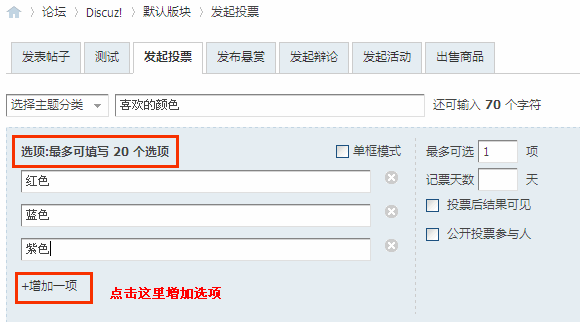 论坛 › Discuz! › 默认版块 › 发起投票
发表帖子 测试 发起投票 发布悬赏 发起辩论 发起活动 出售商品
选择主题分类 喜欢的颜色 还可输入 70 个字符
选项:最多可填写 20 个选项 单框模式
红色
蓝色
紫色
+增加一项 点击这里增加选项
最多可选 1 项
记票天数 天
投票后结果可见
公开投票参与人